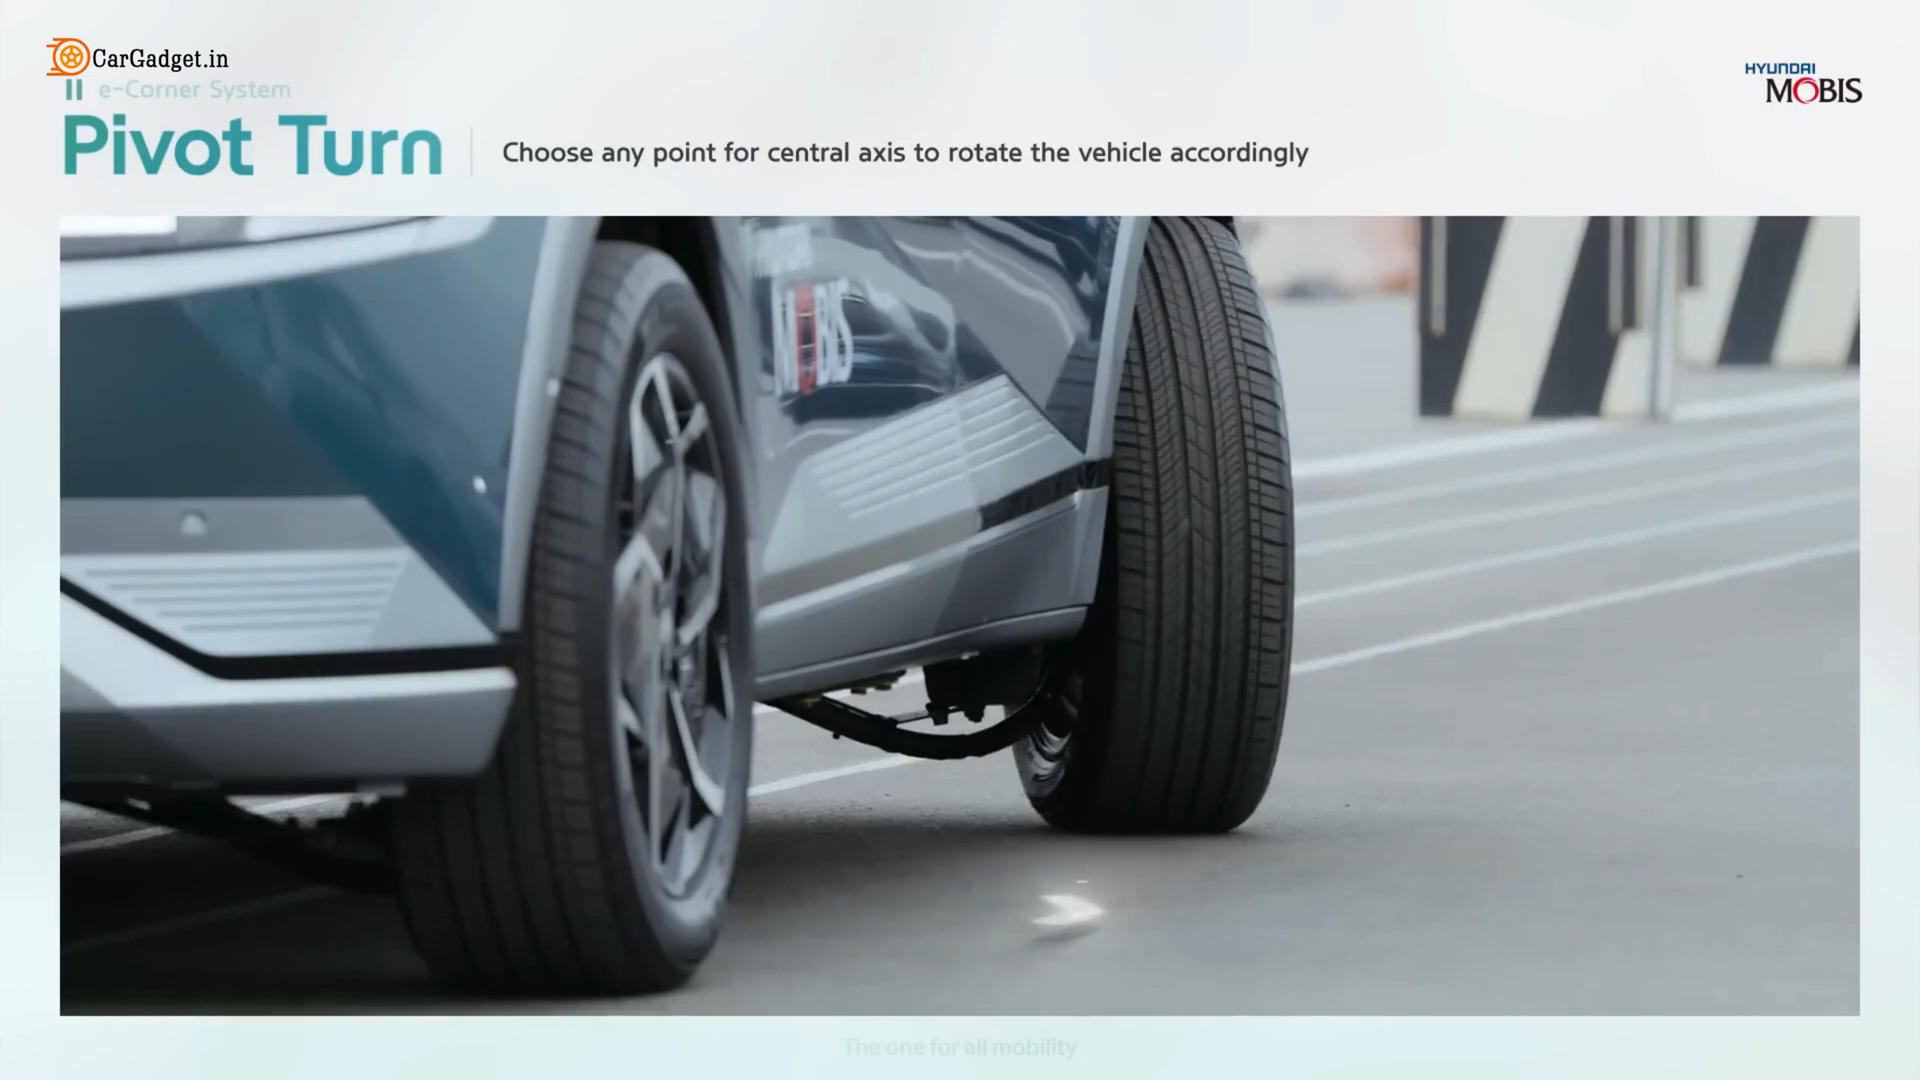 CarGadget.in
e-Corner System
Pivot Turn
Choose any point for central axis to rotate the vehicle accordingly
HYUNDAI
MOBIS
MOBIS
The one for all mobility